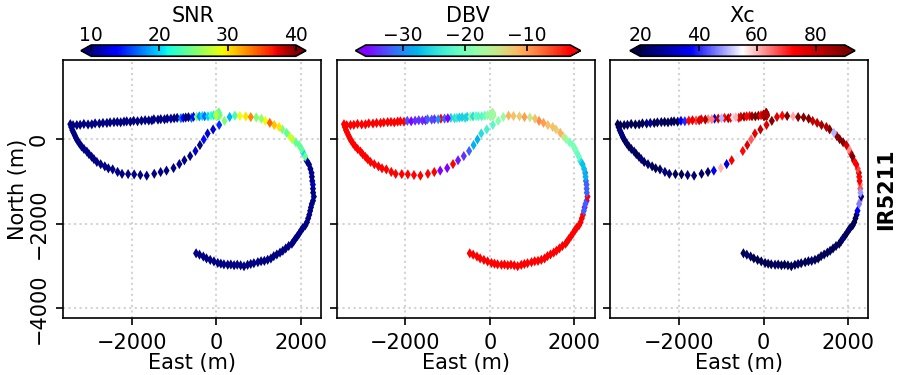 SNR DBV Xc
10 20 30 40 −30 −20 −10 20 40 60 80
0
−2000
−4000
North (m)
IR5211
−2000 0 2000 −2000 0 2000 −2000 0 2000
East (m) East (m) East (m)